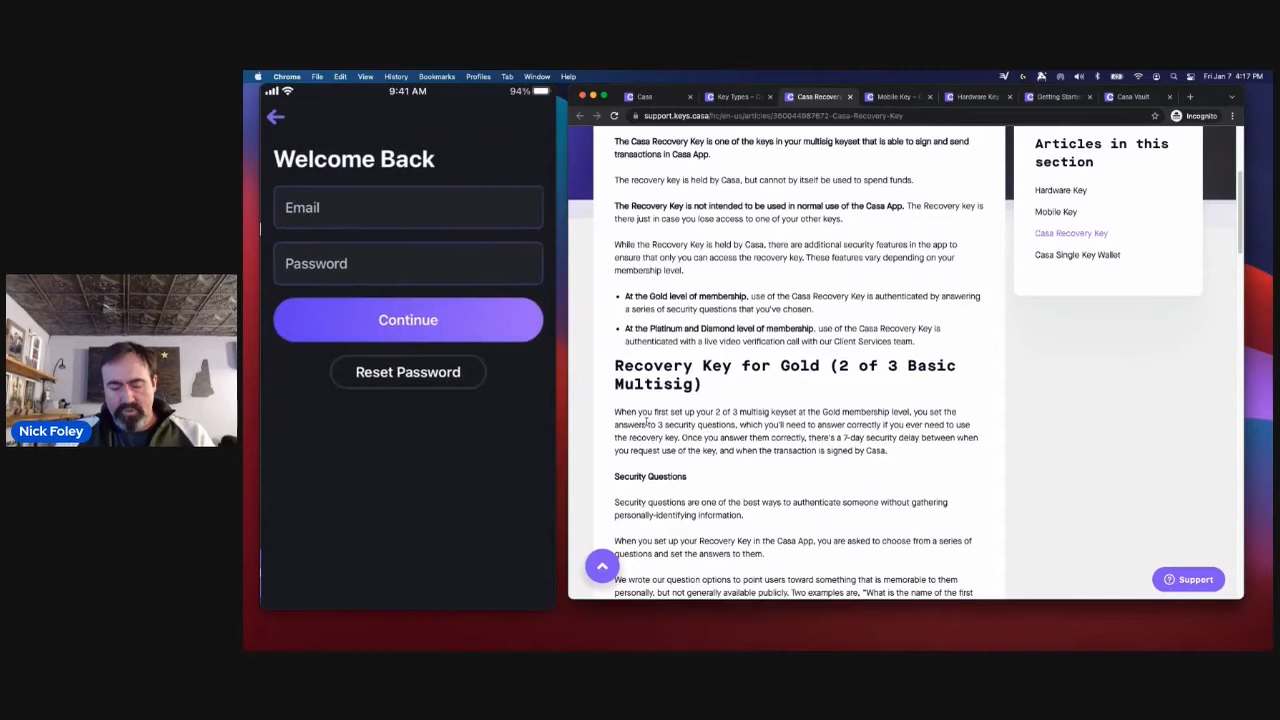 Chrome File Edit View History Bookmarks Profiles Tab Window Help
Fri Jan 7 4:17 PM
9:41 AM
94%
Welcome Back
Email
Password
Continue
Reset Password
Nick Foley
Casa
Key Types –
Casa Recovery
Mobile Key –
Hardware Key
Getting Starte
Casa Vault
support.keys.casa/hc/en-us/articles/360044987672-Casa-Recovery-Key
Incognito
The Casa Recovery Key is one of the keys in your multisig keyset that is able to sign and send
transactions in Casa App.
The recovery key is held by Casa, but cannot by itself be used to spend funds.
The Recovery Key is not intended to be used in normal use of the Casa App. The Recovery key is
there just in case you lose access to one of your other keys.
While the Recovery Key is held by Casa, there are additional security features in the app to
ensure that only you can access the recovery key. These features vary depending on your
membership level.
• At the Gold level of membership, use of the Casa Recovery Key is authenticated by answering
a series of security questions that you've chosen.
• At the Platinum and Diamond level of membership, use of the Casa Recovery Key is
authenticated with a live video verification call with our Client Services team.
Recovery Key for Gold (2 of 3 Basic
Multisig)
When you first set up your 2 of 3 multisig keyset at the Gold membership level, you set the
answers to 3 security questions, which you'll need to answer correctly if you ever need to use
the recovery key. Once you answer them correctly, there's a 7-day security delay between when
you request use of the key, and when the transaction is signed by Casa.
Security Questions
Security questions are one of the best ways to authenticate someone without gathering
personally-identifying information.
When you set up your Recovery Key in the Casa App, you are asked to choose from a series of
questions and set the answers to them.
We wrote our question options to point users toward something that is memorable to them
personally, but not generally available publicly. Two examples are, "What is the name of the first
Articles in this
section
Hardware Key
Mobile Key
Casa Recovery Key
Casa Single Key Wallet
Support